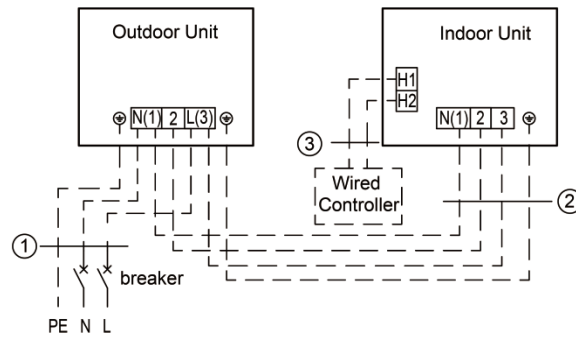 Outdoor Unit
Indoor Unit
H1
H2
N(1) 2 L(3)
N(1) 2 3
3
Wired
Controller
2
1
breaker
PE N L